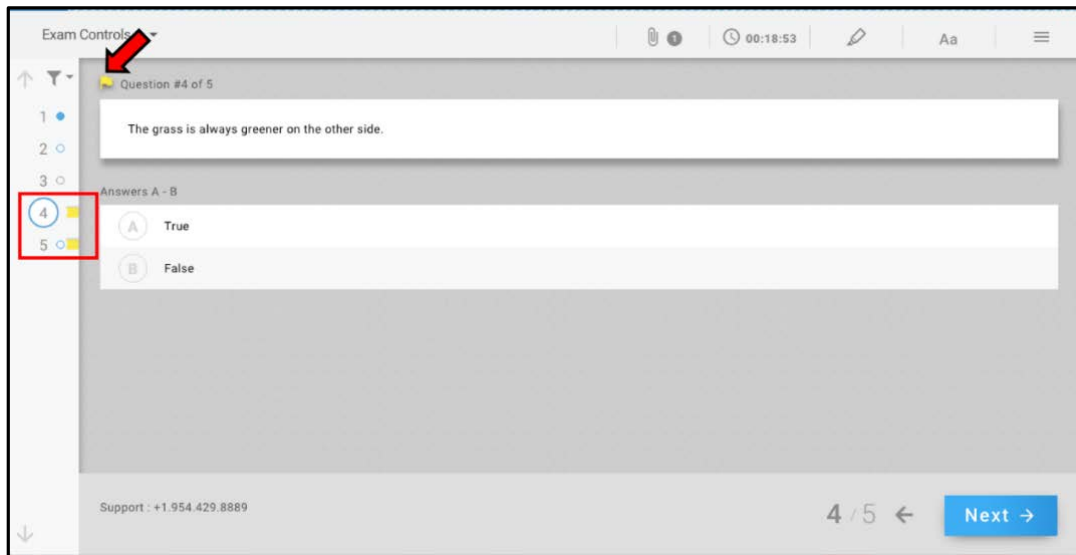 Exam Controls
1
00:18:53
Aa
Question #4 of 5
1
The grass is always greener on the other side.
2
3
Answers A - B
4
A True
5
B False
Support : +1.954.429.8889
4 / 5
Next